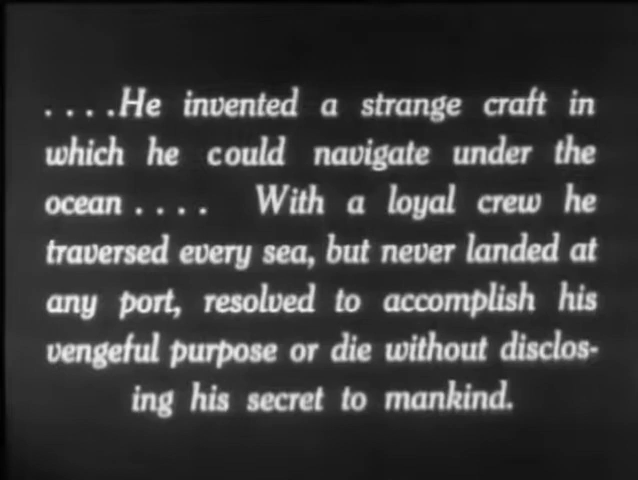 . . . .He invented a strange craft in
which he could navigate under the
ocean . . . . With a loyal crew he
traversed every sea, but never landed at
any port, resolved to accomplish his
vengeful purpose or die without disclos-
ing his secret to mankind.